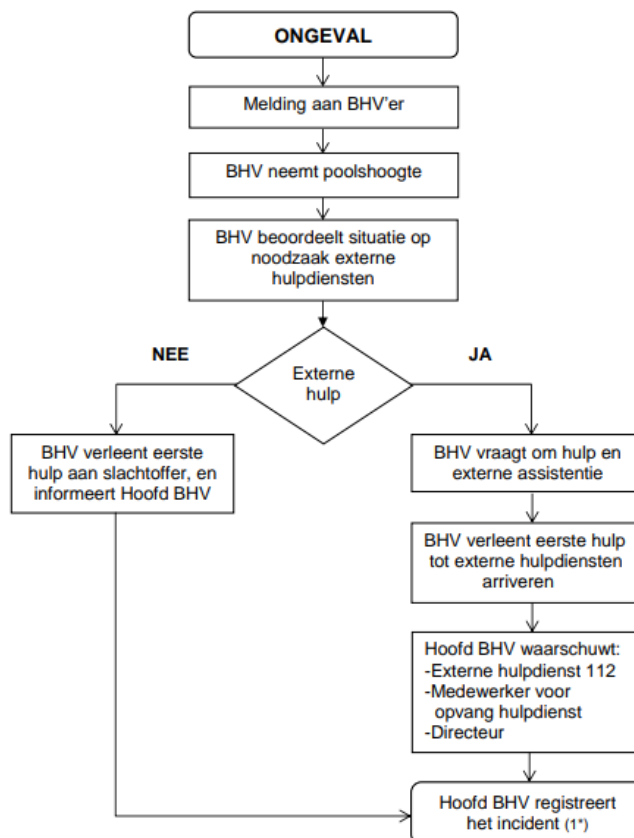 ONGEVAL
Melding aan BHV'er
BHV neemt poolshoogte
BHV beoordeelt situatie op
noodzaak externe
hulpdiensten
NEE
JA
Externe
hulp
BHV verleent eerste
hulp aan slachtoffer, en
informeert Hoofd BHV
BHV vraagt om hulp en
externe assistentie
BHV verleent eerste hulp
tot externe hulpdiensten
arriveren
Hoofd BHV waarschuwt:
-Externe hulpdienst 112
-Medewerker voor
opvang hulpdienst
-Directeur
Hoofd BHV registreert
het incident (1*)